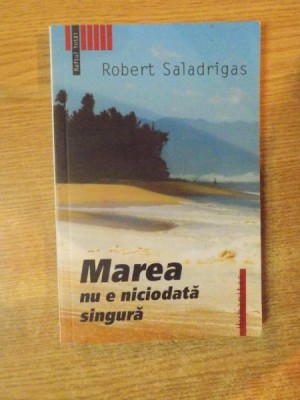 Robert Saladrigas
Marea
nu e niciodată
singură